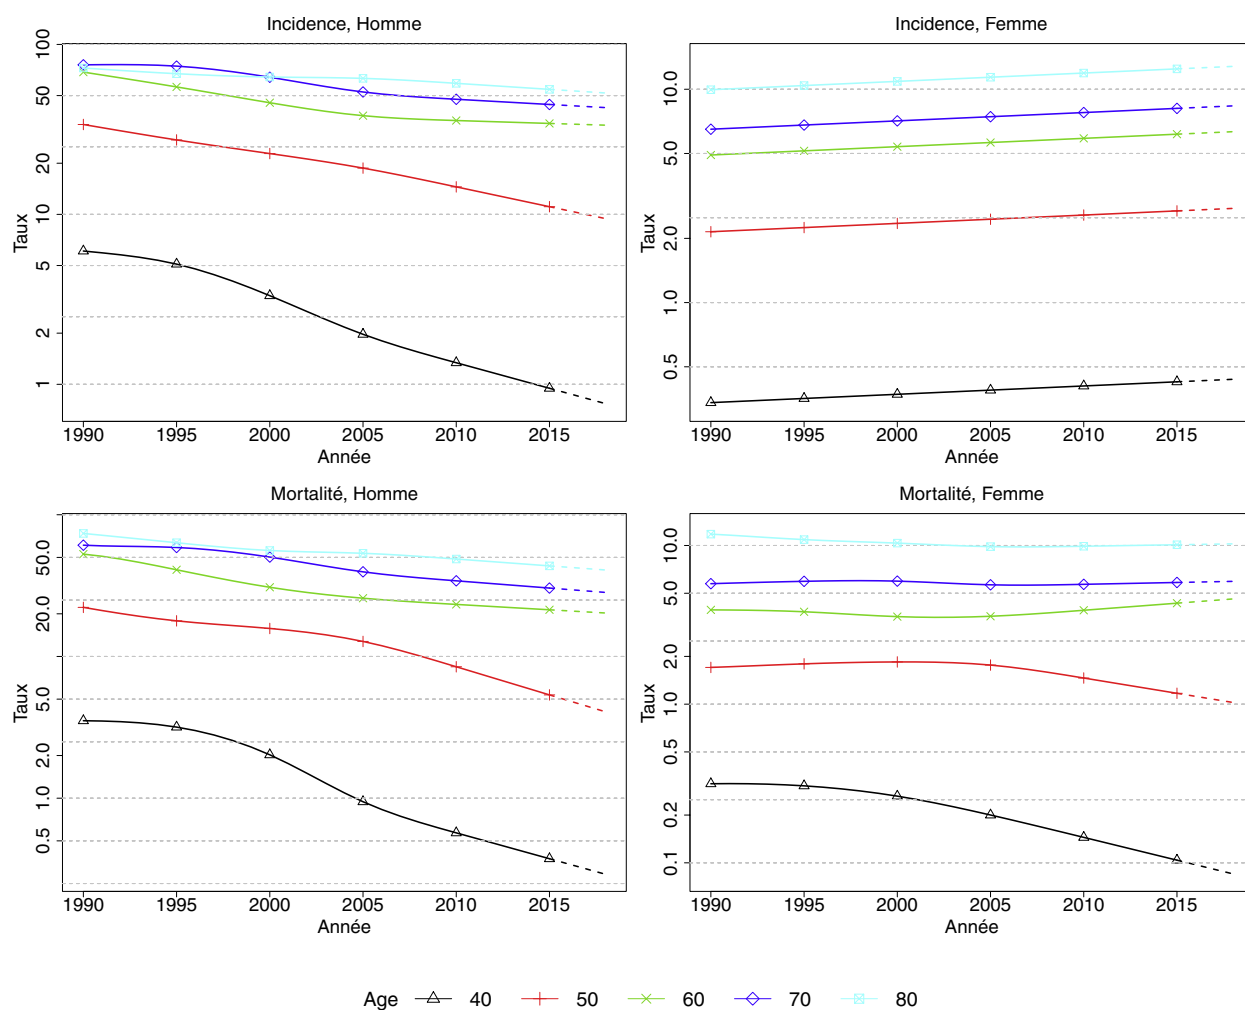 Incidence, Homme
Taux
100
50
20
10
5
2
1
1990 1995 2000 2005 2010 2015
Année
Incidence, Femme
Taux
10.0
5.0
2.0
1.0
0.5
1990 1995 2000 2005 2010 2015
Année
Mortalité, Homme
Taux
50.0
20.0
5.0
2.0
1.0
0.5
1990 1995 2000 2005 2010 2015
Année
Mortalité, Femme
Taux
10.0
5.0
2.0
1.0
0.5
0.2
0.1
1990 1995 2000 2005 2010 2015
Année
Age 40 50 60 70 80